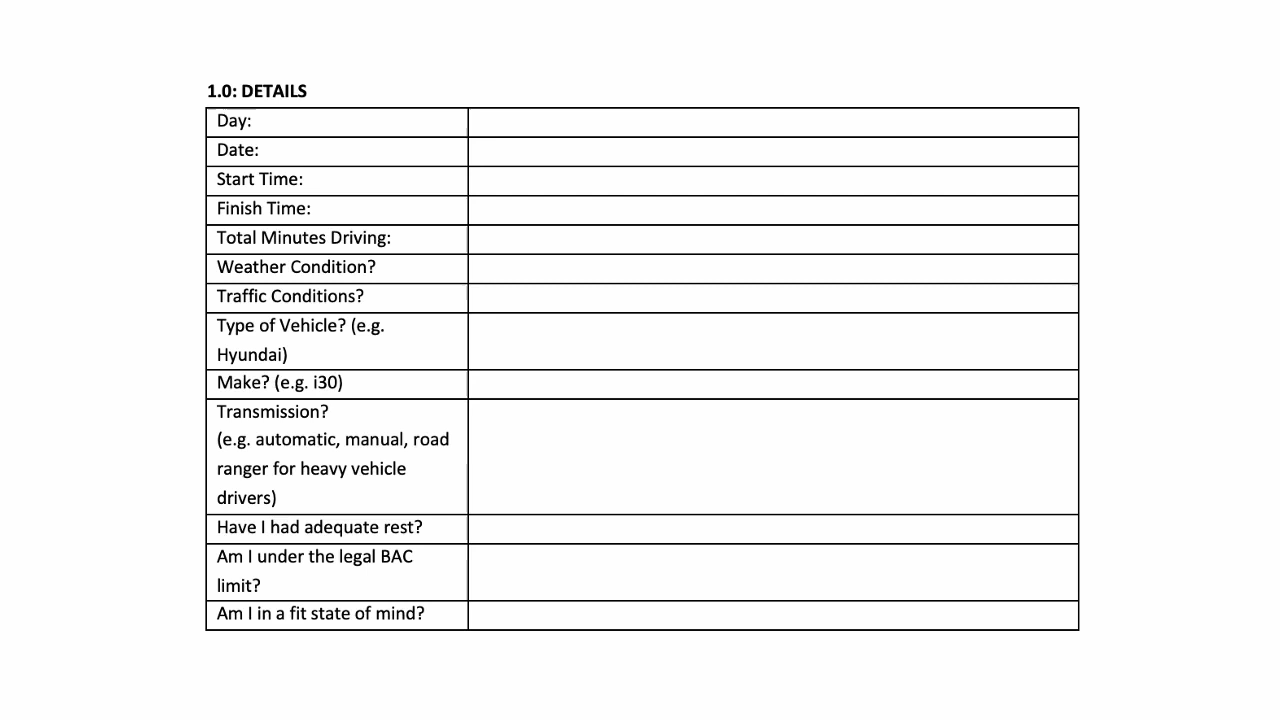 1.0: DETAILS
Day:
Date:
Start Time:
Finish Time:
Total Minutes Driving:
Weather Condition?
Traffic Conditions?
Type of Vehicle? (e.g.
Hyundai)
Make? (e.g. i30)
Transmission?
(e.g. automatic, manual, road
ranger for heavy vehicle
drivers)
Have I had adequate rest?
Am I under the legal BAC
limit?
Am I in a fit state of mind?